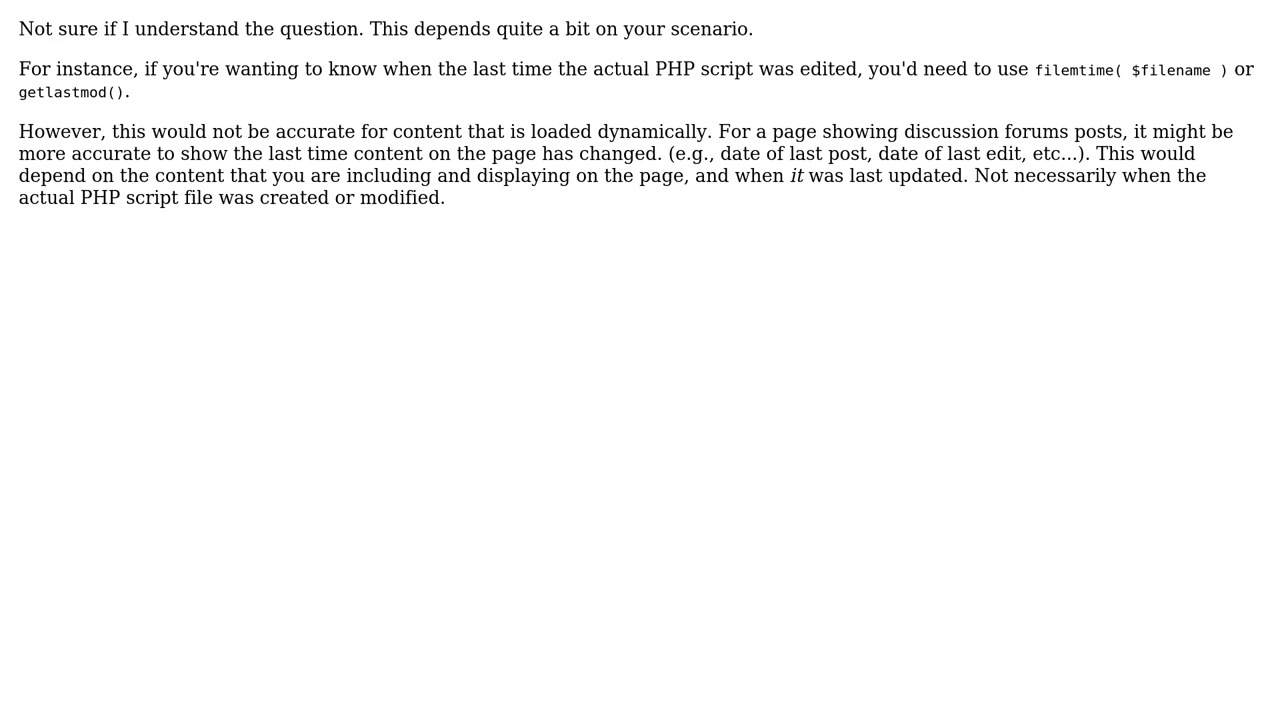 Not sure if I understand the question. This depends quite a bit on your scenario.
For instance, if you're wanting to know when the last time the actual PHP script was edited, you'd need to use filemtime( $filename ) or
getlastmod().
However, this would not be accurate for content that is loaded dynamically. For a page showing discussion forums posts, it might be
more accurate to show the last time content on the page has changed. (e.g., date of last post, date of last edit, etc...). This would
depend on the content that you are including and displaying on the page, and when it was last updated. Not necessarily when the
actual PHP script file was created or modified.